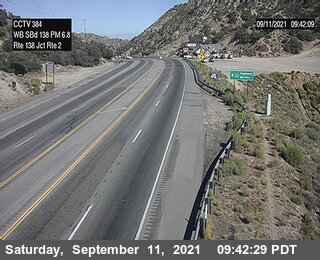 CCTV 384
WB SBd 138 PM 6.8
Rte 138 Jct Rte 2
09/11/2021 09:42:09
Saturday, September 11, 2021 09:42:29 PDT